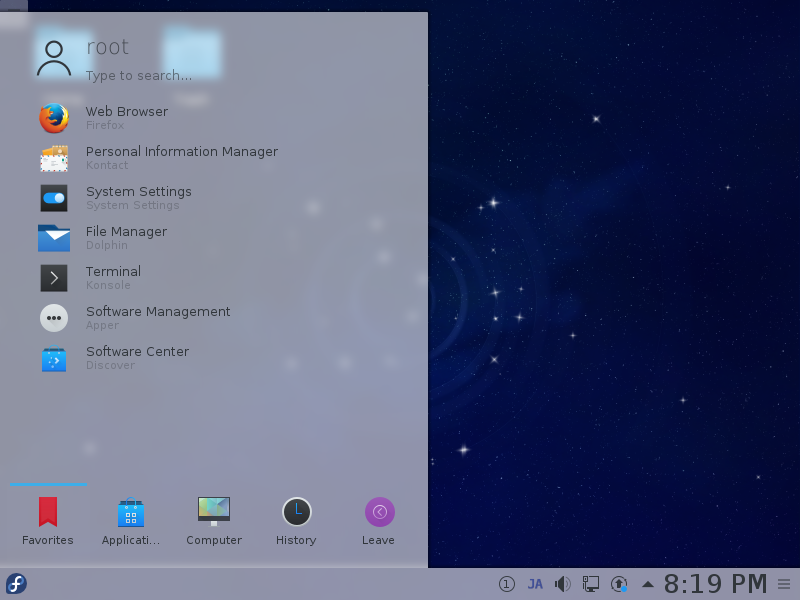 root
Type to search...
Web Browser
Firefox
Personal Information Manager
Kontact
System Settings
System Settings
File Manager
Dolphin
Terminal
Konsole
Software Management
Apper
Software Center
Discover
Favorites
Applicati...
Computer
History
Leave
1 JA 8:19 PM